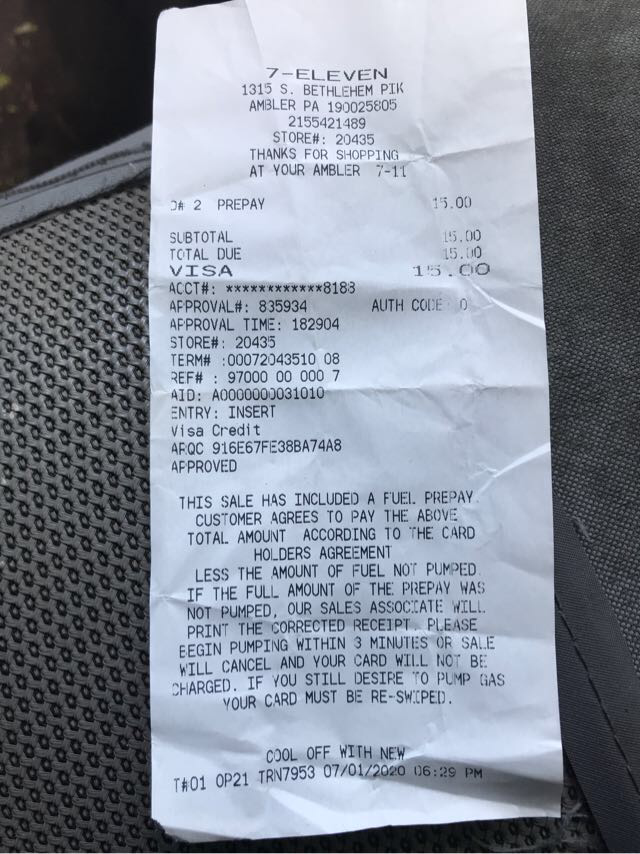 7-ELEVEN
1315 S. BETHLEHEM PIK
AMBLER PA 190025805
2155421489
STORE#: 20435
THANKS FOR SHOPPING
AT YOUR AMBLER 7-11
# 2 PREPAY 15.00
SUBTOTAL 15.00
TOTAL DUE 15.00
VISA 15.00
ACCT#: ************8183
APPROVAL#: 835934 AUTH CODE: 0
APPROVAL TIME: 182904
STORE#: 20435
TERM# :00072043510 08
REF# : 97000 00 000 7
AID: A0000000031010
ENTRY: INSERT
Visa Credit
ARQC 916E67FE38BA74A8
APPROVED
THIS SALE HAS INCLUDED A FUEL PREPAY.
CUSTOMER AGREES TO PAY THE ABOVE
TOTAL AMOUNT ACCORDING TO THE CARD
HOLDERS AGREEMENT
LESS THE AMOUNT OF FUEL NOT PUMPED.
IF THE FULL AMOUNT OF THE PREPAY WAS
NOT PUMPED, OUR SALES ASSOCIATE WILL
PRINT THE CORRECTED RECEIPT. PLEASE
BEGIN PUMPING WITHIN 3 MINUTES OR SALE
WILL CANCEL AND YOUR CARD WILL NOT BE
CHARGED. IF YOU STILL DESIRE TO PUMP GAS
YOUR CARD MUST BE RE-SWIPED.
COOL OFF WITH NEW
T#01 OP21 TRN7953 07/01/2020 06:29 PM